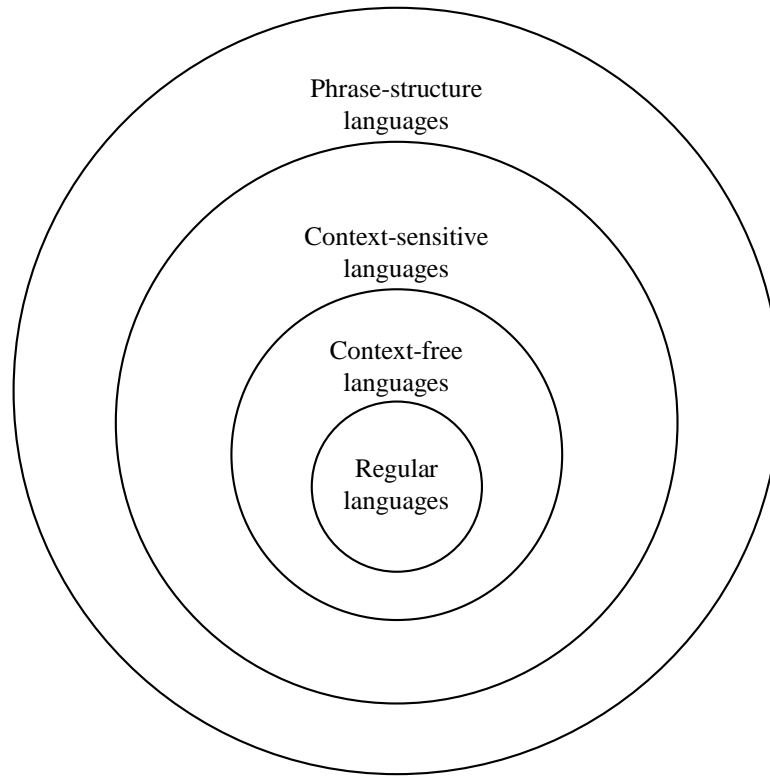 Phrase-structure
languages
Context-sensitive
languages
Context-free
languages
Regular
languages